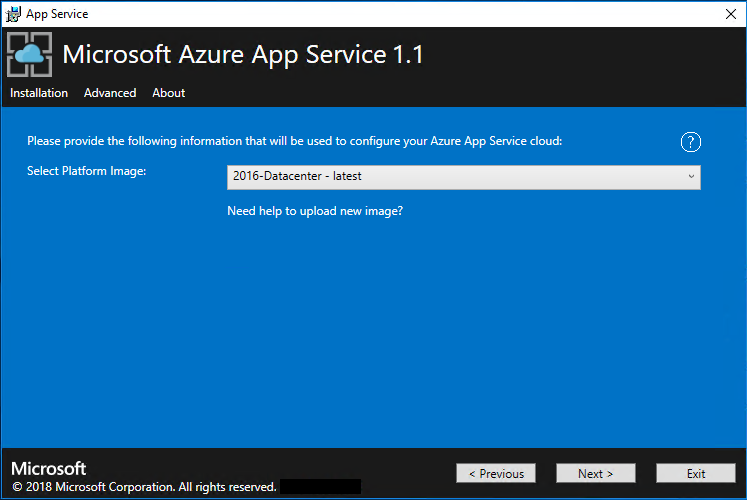 App Service
Microsoft Azure App Service 1.1
Installation Advanced About
Please provide the following information that will be used to configure your Azure App Service cloud: ?
Select Platform Image: 2016-Datacenter - latest
Need help to upload new image?
Microsoft
© 2018 Microsoft Corporation. All rights reserved.
< Previous Next > Exit